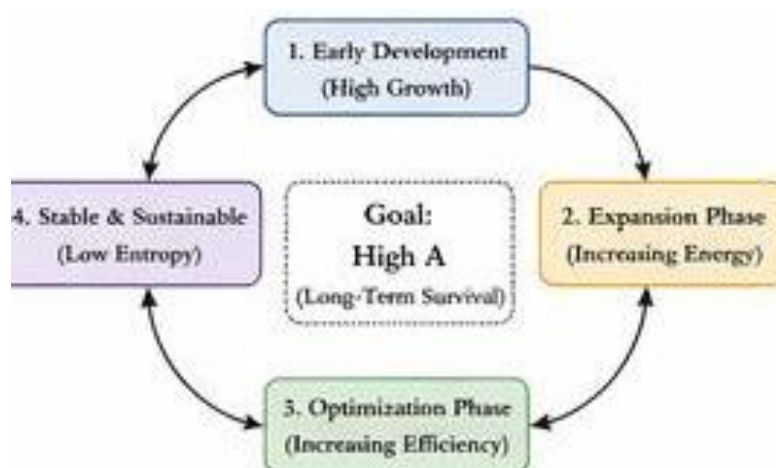 1. Early Development
(High Growth)
4. Stable & Sustainable
(Low Entropy)
Goal:
High A
(Long-Term Survival)
2. Expansion Phase
(Increasing Energy)
3. Optimization Phase
(Increasing Efficiency)